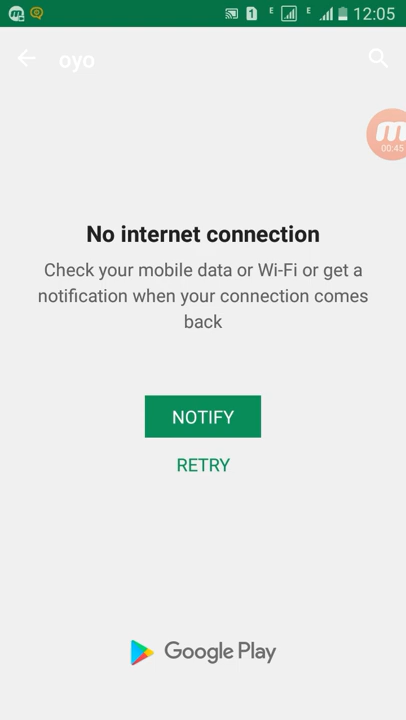 1 E E 12:05
oyo
00:45
No internet connection
Check your mobile data or Wi-Fi or get a
notification when your connection comes
back
NOTIFY
RETRY
Google Play